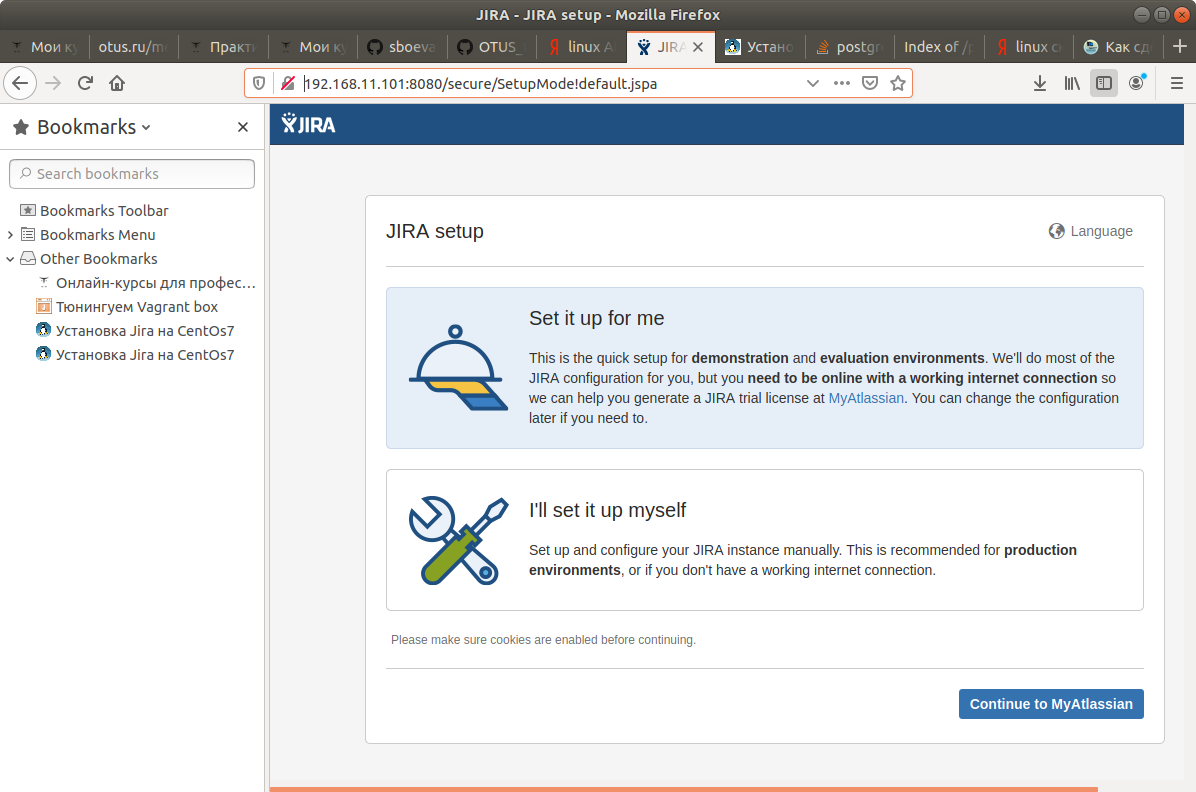 JIRA - JIRA setup - Mozilla Firefox
Мои ку
otus.ru/me
Практи
Мои ку
sboeva
OTUS_
linux A
JIRA
Устано
postgr
Index of /p
linux
Как сд
192.168.11.101:8080/secure/SetupMode!default.jspa
Bookmarks
Search bookmarks
Bookmarks Toolbar
Bookmarks Menu
Other Bookmarks
Онлайн-курсы для профес…
Тюнингуем Vagrant box
Установка Jira на CentOs7
Установка Jira на CentOs7
JIRA
JIRA setup
Language
Set it up for me
This is the quick setup for demonstration and evaluation environments. We'll do most of the
JIRA configuration for you, but you need to be online with a working internet connection so
we can help you generate a JIRA trial license at MyAtlassian. You can change the configuration
later if you need to.
I'll set it up myself
Set up and configure your JIRA instance manually. This is recommended for production
environments, or if you don't have a working internet connection.
Please make sure cookies are enabled before continuing.
Continue to MyAtlassian